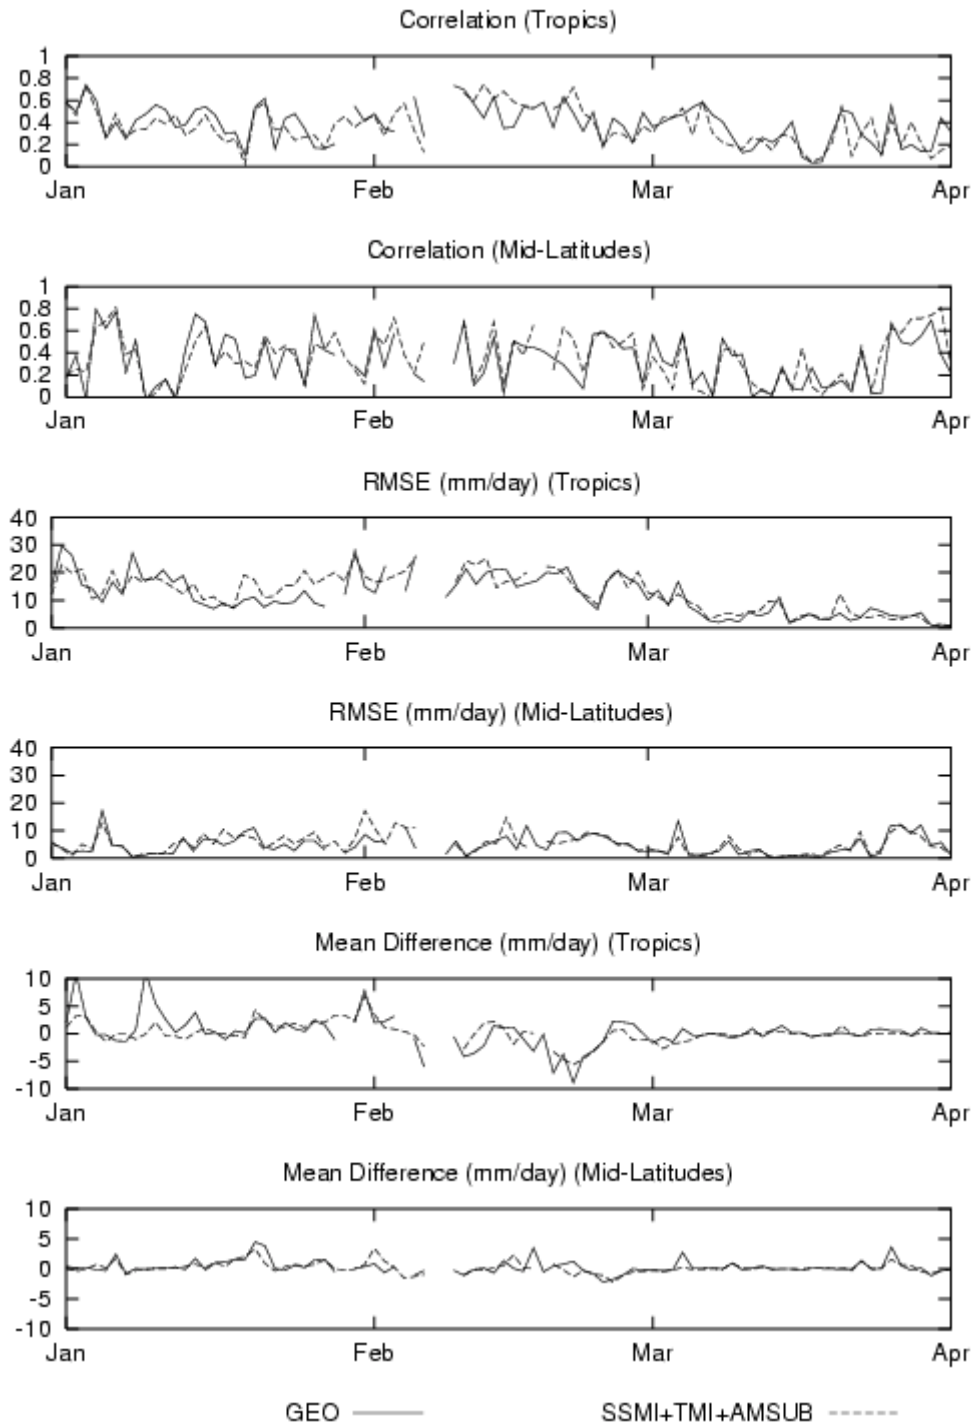 Correlation (Tropics)
1
0.8
0.6
0.4
0.2
0
Jan Feb Mar Apr
Correlation (Mid-Latitudes)
1
0.8
0.6
0.4
0.2
0
Jan Feb Mar Apr
RMSE (mm/day) (Tropics)
40
30
20
10
0
Jan Feb Mar Apr
RMSE (mm/day) (Mid-Latitudes)
40
30
20
10
0
Jan Feb Mar Apr
Mean Difference (mm/day) (Tropics)
10
5
0
-5
-10
Jan Feb Mar Apr
Mean Difference (mm/day) (Mid-Latitudes)
10
5
0
-5
-10
Jan Feb Mar Apr
GEO SSMI+TMI+AMSUB